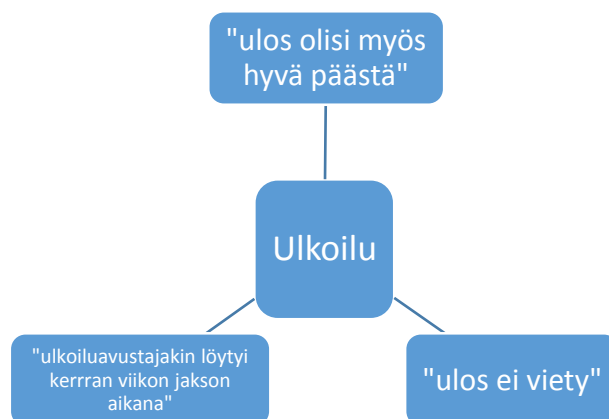 "ulos olisi myös
hyvä päästä"
Ulkoilu
"ulkoiluavustajakin löytyi
kerrran viikon jakson
aikana"
"ulos ei viety"